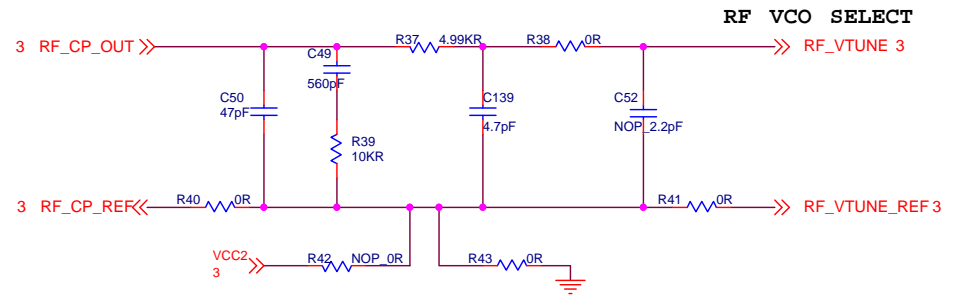 RF VCO SELECT
3 RF_CP_OUT
R37 4.99KR
R38 0R
RF_VTUNE 3
C49
560pF
C50
47pF
C139
4.7pF
C52
NOP_2.2pF
R39
10KR
3 RF_CP_REF
R40 0R
R41 0R
RF_VTUNE_REF 3
VCC2
3
R42 NOP_0R
R43 0R